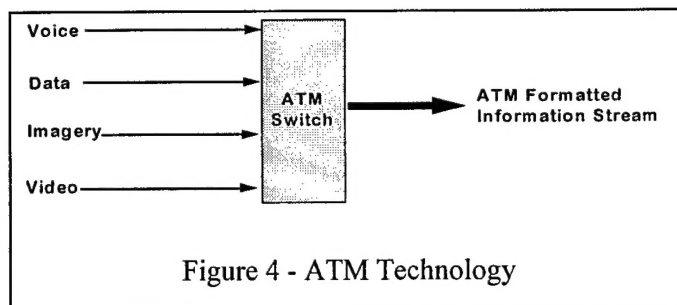 Voice
Data
Imagery
Video
ATM
Switch
ATM Formatted
Information Stream
Figure 4 - ATM Technology